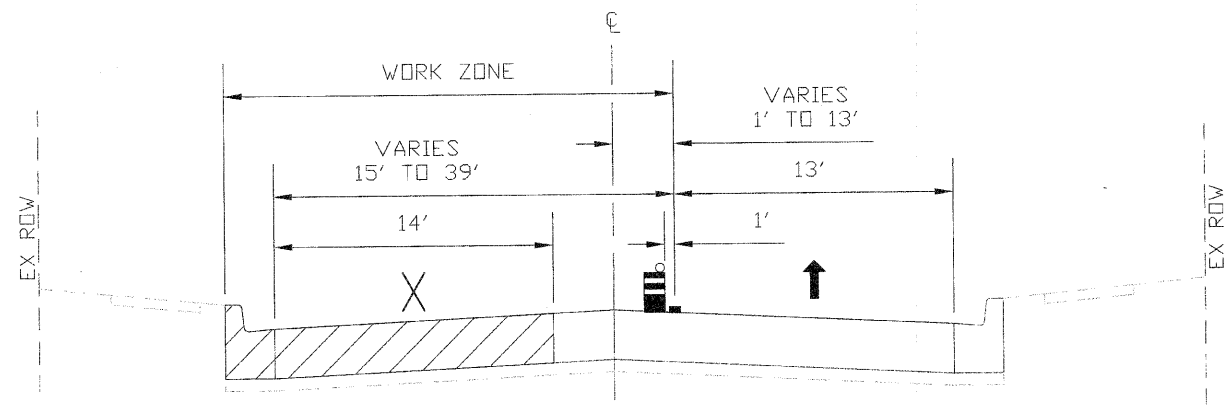 ℄
WORK ZONE
VARIES
1' TO 13'
VARIES
15' TO 39'
13'
14'
1'
EX ROW
EX ROW
X